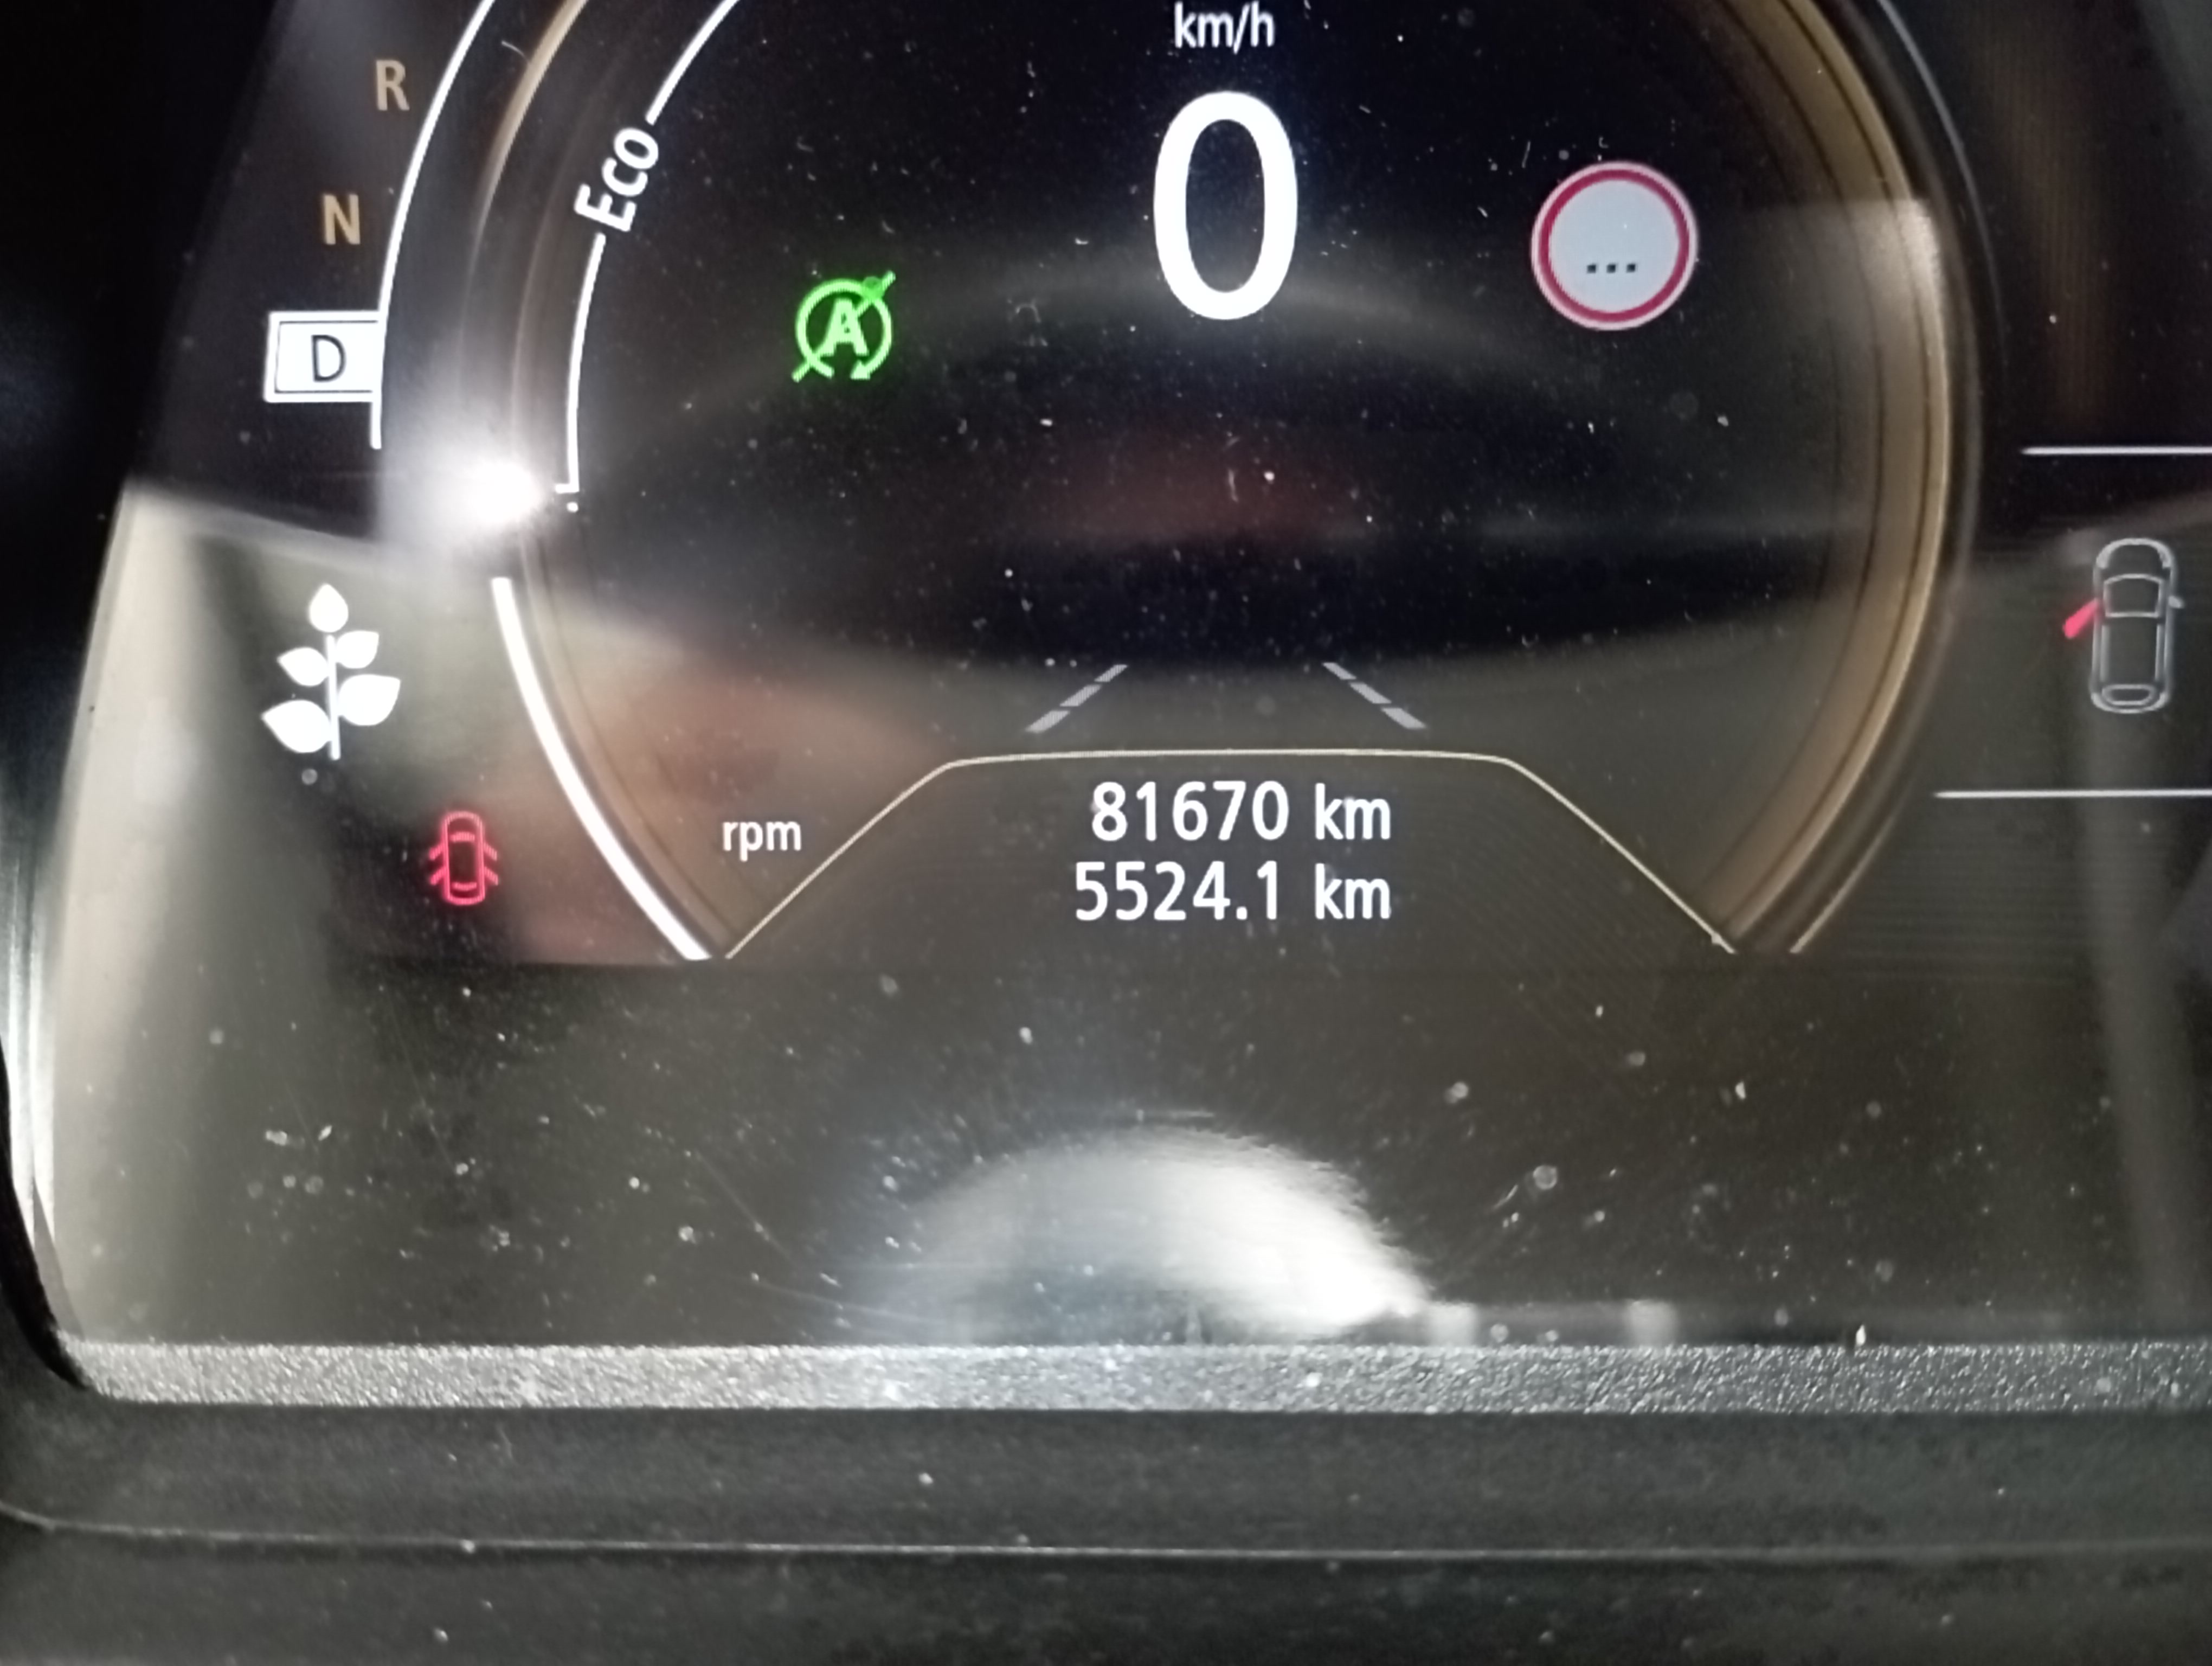 km/h
0
R
N
D
Eco
A
...
rpm
81670 km
5524.1 km